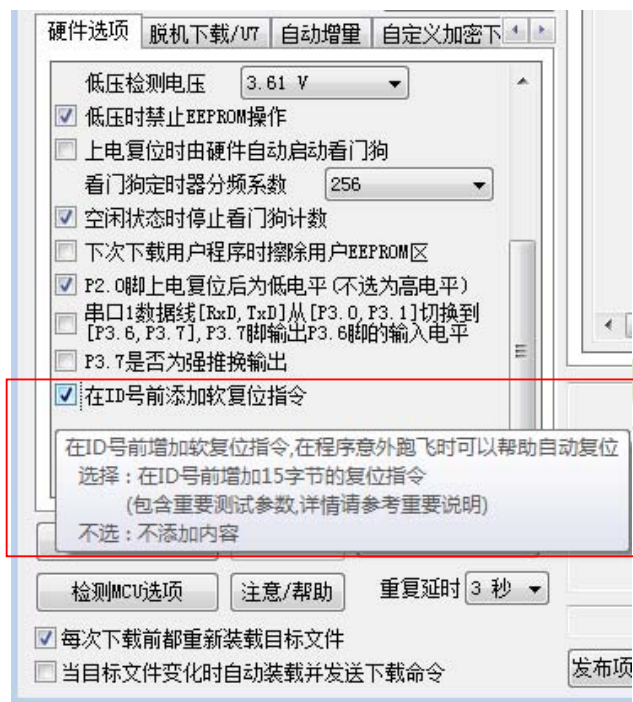 硬件选项 脱机下载/U7 自动增量 自定义加密下
低压检测电压 3.61 V
低压时禁止EEPROM操作
上电复位时由硬件自动启动看门狗
看门狗定时器分频系数 256
空闲状态时停止看门狗计数
下次下载用户程序时擦除用户EEPROM区
P2.0脚上电复位后为低电平(不选为高电平)
串口1数据线[RxD,TxD]从[P3.0,P3.1]切换到
[P3.6,P3.7],P3.7脚输出P3.6脚的输入电平
P3.7是否为强推换输出
在ID号前添加软复位指令
在ID号前增加软复位指令,在程序意外跑飞时可以帮助自动复位
选择：在ID号前增加15字节的复位指令
(包含重要测试参数,详情请参考重要说明)
不选：不添加内容
检测MCU选项 注意/帮助 重复延时 3 秒
每次下载前都重新装载目标文件
当目标文件变化时自动装载并发送下载命令
发布项